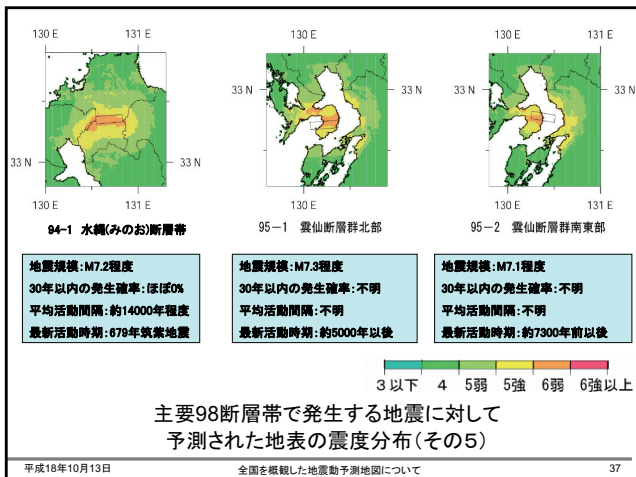 130 E
131 E
33 N
33 N
130 E
131 E
94-1 水縄(みのお)断層帯
地震規模:M7.2程度
30年以内の発生確率:ほぼ0%
平均活動間隔:約14000年程度
最新活動時期:679年筑紫地震
130 E
33 N
33 N
130 E
131 E
95-1 雲仙断層群北部
地震規模:M7.3程度
30年以内の発生確率:不明
平均活動間隔:不明
最新活動時期:約5000年以後
130 E
131 E
33 N
33 N
130 E
131 E
95-2 雲仙断層群南東部
地震規模:M7.1程度
30年以内の発生確率:不明
平均活動間隔:不明
最新活動時期:約7300年前以後
3以下 4 5弱 5強 6弱 6強以上
主要98断層帯で発生する地震に対して
予測された地表の震度分布(その5)
平成18年10月13日 全国を概観した地震動予測地図について 37